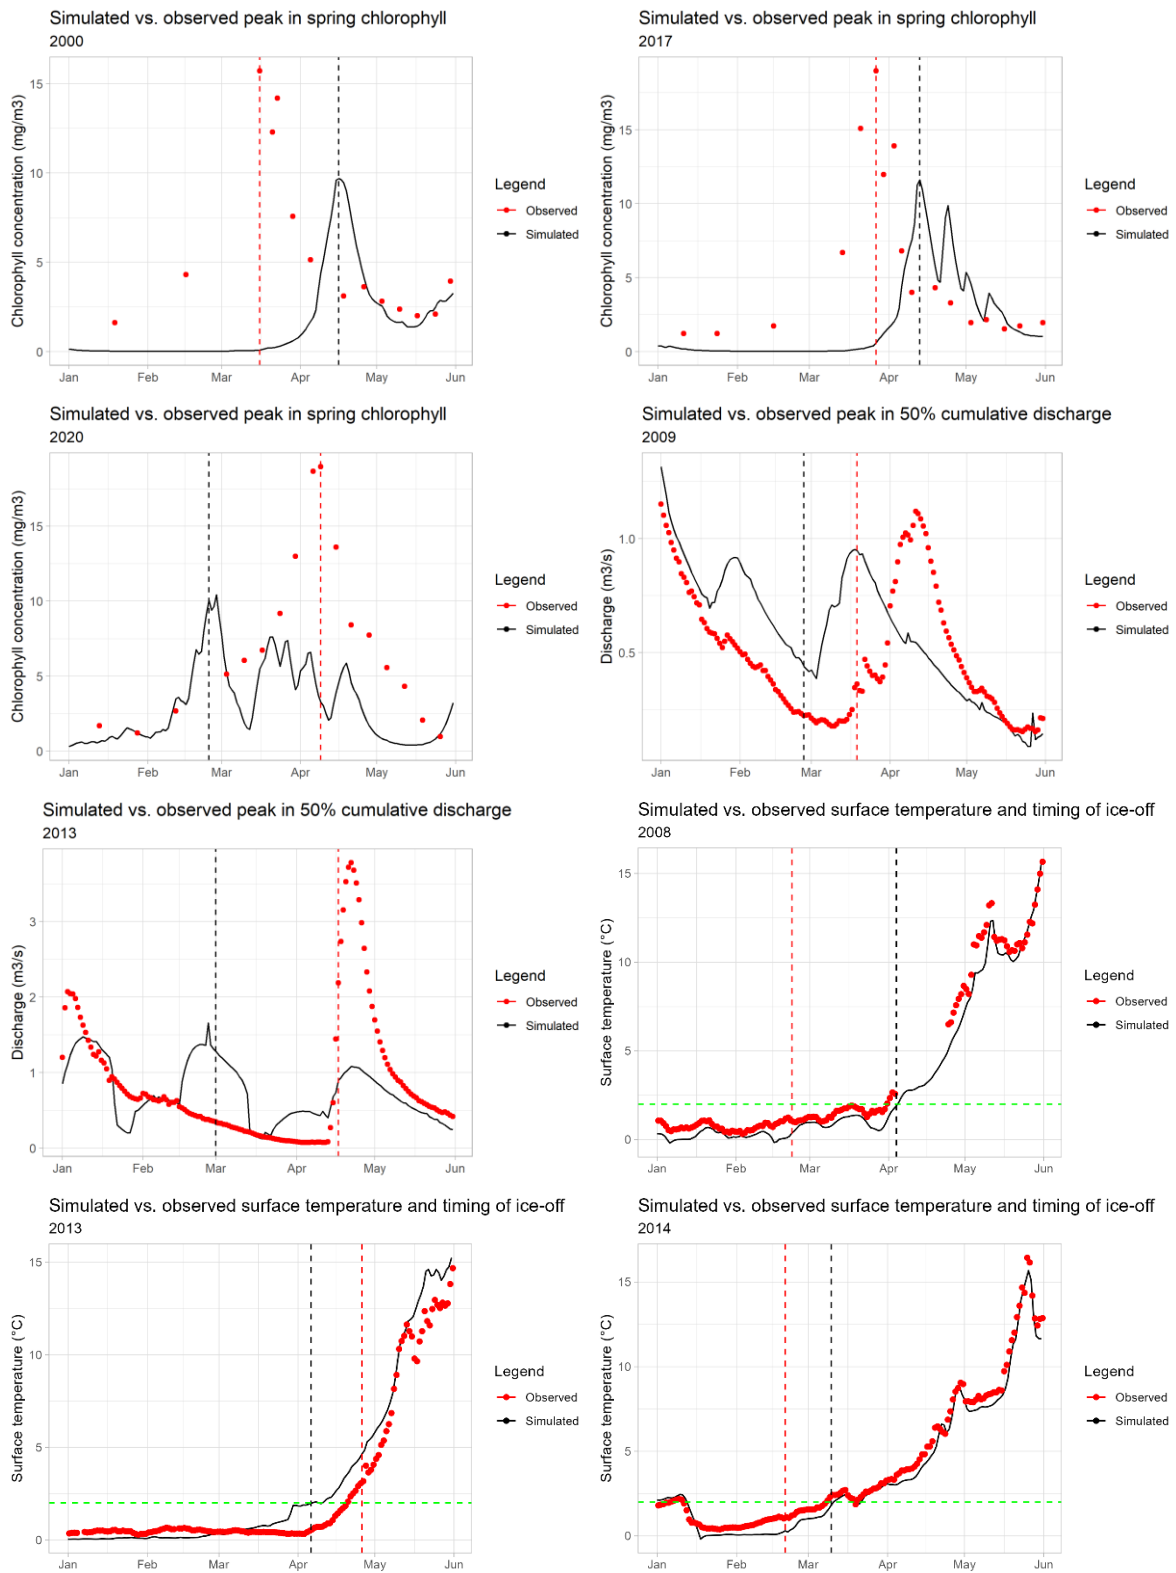 Simulated vs. observed peak in spring chlorophyll
2000
Chlorophyll concentration (mg/m3)
15
10
5
0
Jan Feb Mar Apr May Jun
Legend
Observed
Simulated
Simulated vs. observed peak in spring chlorophyll
2017
Chlorophyll concentration (mg/m3)
15
10
5
0
Jan Feb Mar Apr May Jun
Legend
Observed
Simulated
Simulated vs. observed peak in spring chlorophyll
2020
Chlorophyll concentration (mg/m3)
15
10
5
0
Jan Feb Mar Apr May Jun
Legend
Observed
Simulated
Simulated vs. observed peak in 50% cumulative discharge
2009
Discharge (m3/s)
1.0
0.5
Jan Feb Mar Apr May Jun
Legend
Observed
Simulated
Simulated vs. observed peak in 50% cumulative discharge
2013
Discharge (m3/s)
3
2
1
0
Jan Feb Mar Apr May Jun
Legend
Observed
Simulated
Simulated vs. observed surface temperature and timing of ice-off
2008
Surface temperature (°C)
15
10
5
0
Jan Feb Mar Apr May Jun
Legend
Observed
Simulated
Simulated vs. observed surface temperature and timing of ice-off
2013
Surface temperature (°C)
15
10
5
0
Jan Feb Mar Apr May Jun
Legend
Observed
Simulated
Simulated vs. observed surface temperature and timing of ice-off
2014
Surface temperature (°C)
15
10
5
0
Jan Feb Mar Apr May Jun
Legend
Observed
Simulated